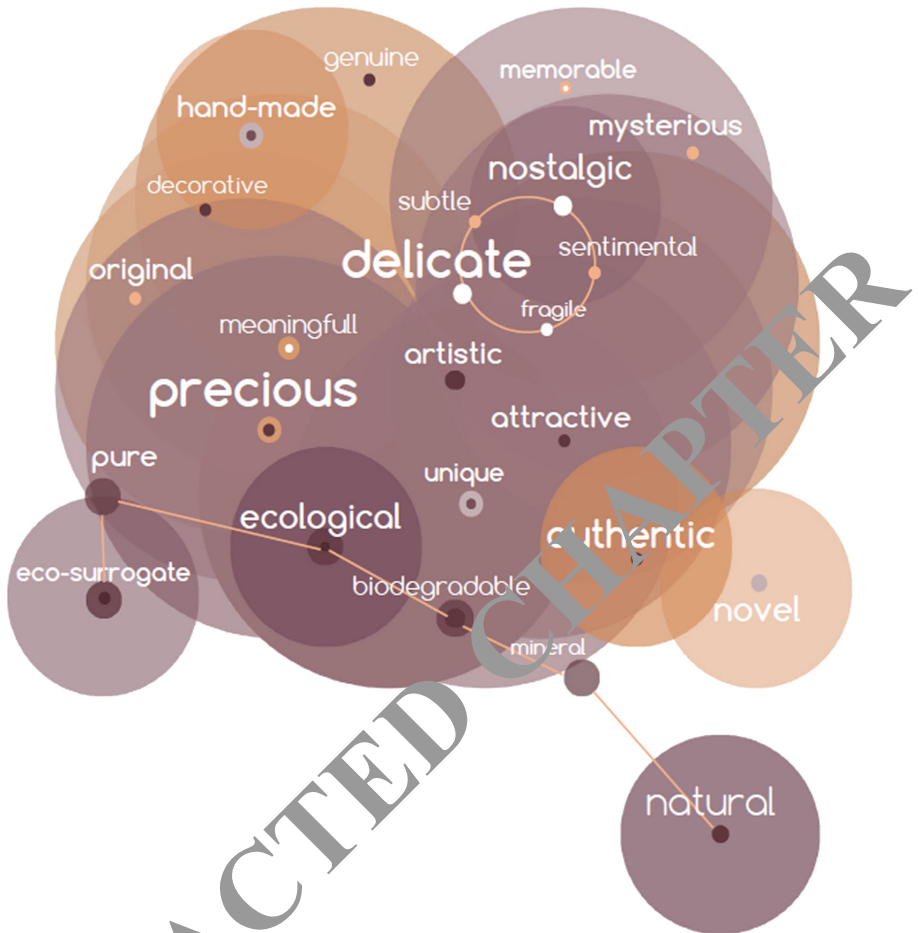 genuine
memorable
hand-made
mysterious
nostalgic
decorative
subtle
sentimental
delicate
original
fragile
meaningfull
artistic
precious
attractive
pure
unique
ecological
authentic
eco-surrogate
biodegradable
novel
mineral
natural
ACTED CHAPTER